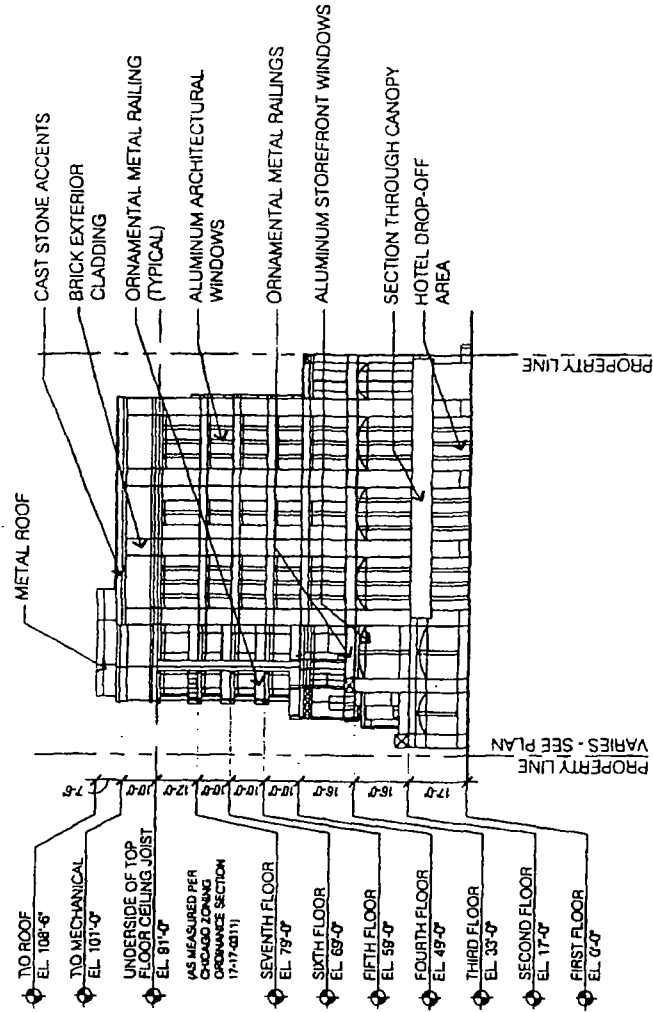 METAL ROOF
CAST STONE ACCENTS
BRICK EXTERIOR
CLADDING
ORNAMENTAL METAL RAILING
(TYPICAL)
ALUMINUM ARCHITECTURAL
WINDOWS
ORNAMENTAL METAL RAILINGS
ALUMINUM STOREFRONT WINDOWS
SECTION THROUGH CANOPY
HOTEL DROP-OFF
AREA
PROPERTY LINE
PROPERTY LINE
VARIES - SEE PLAN
7'-6"
10'-0"
12'-0"
10'-0"
10'-0"
10'-0"
16'-0"
16'-0"
17'-0"
T/O ROOF
EL. 108'-6"
T/O MECHANICAL
EL. 101'-0"
UNDERSIDE OF TOP
FLOOR CEILING JOIST
EL. 91'-0"
(AS MEASURED PER
CHICAGO ZONING
ORDINANCE SECTION
17-17-0311)
SEVENTH FLOOR
EL. 79'-0"
SIXTH FLOOR
EL. 69'-0"
FIFTH FLOOR
EL. 59'-0"
FOURTH FLOOR
EL. 49'-0"
THIRD FLOOR
EL. 33'-0"
SECOND FLOOR
EL. 17'-0"
FIRST FLOOR
EL. 0'-0"